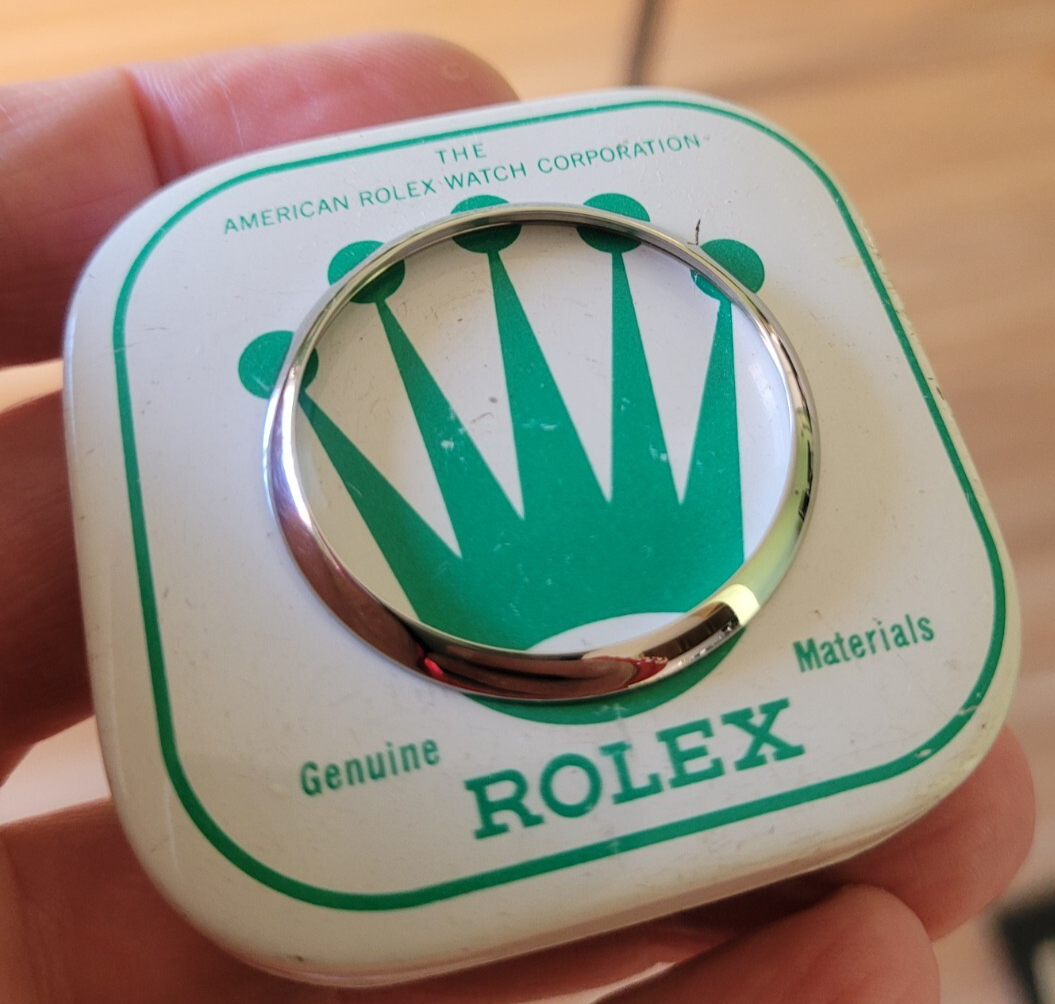 THE
AMERICAN ROLEX WATCH CORPORATION
Genuine Materials
ROLEX